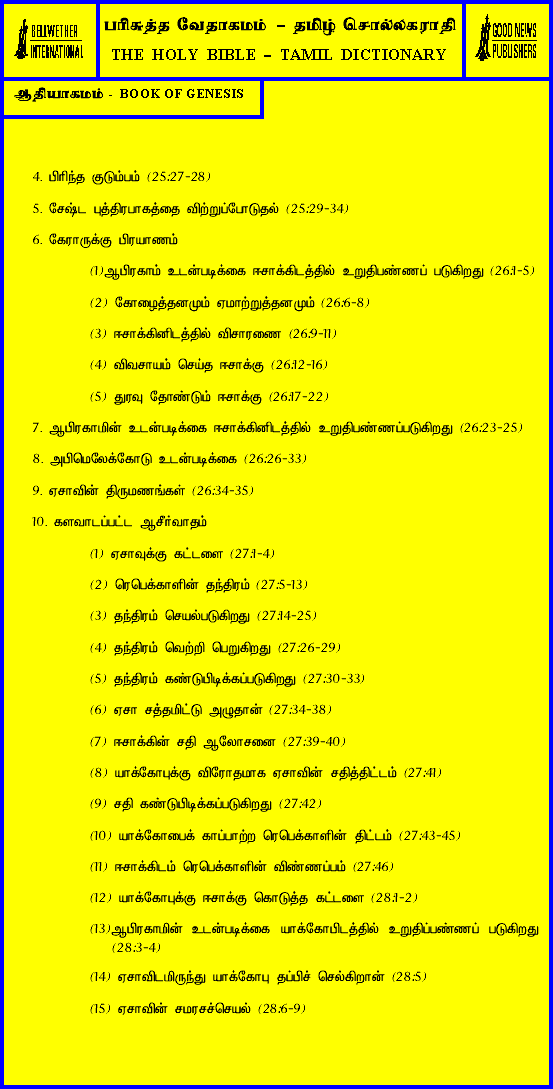 BELLWETHER
INTERNATIONAL
பரிசுத்த வேதாகமம் – தமிழ் சொல்லகராதி
THE HOLY BIBLE – TAMIL DICTIONARY
GOOD NEWS
PUBLISHERS
ஆதியாகமம் - BOOK OF GENESIS
4. பிரிந்த குடும்பம் (25:27-28)
5. சேஷ்ட புத்திரபாகத்தை விற்றுப்போடுதல் (25:29-34)
6. கேராருக்கு பிரயாணம்
(1)ஆபிரகாம் உடன்படிக்கை ஈசாக்கிடத்தில் உறுதிபண்ணப் படுகிறது (26:1-5)
(2) கோழைத்தனமும் ஏமாற்றுத்தனமும் (26:6-8)
(3) ஈசாக்கினிடத்தில் விசாரணை (26:9-11)
(4) விவசாயம் செய்த ஈசாக்கு (26:12-16)
(5) துரவு தோண்டும் ஈசாக்கு (26:17-22)
7. ஆபிரகாமின் உடன்படிக்கை ஈசாக்கினிடத்தில் உறுதிபண்ணப்படுகிறது (26:23-25)
8. அபிமெலேக்கோடு உடன்படிக்கை (26:26-33)
9. ஏசாவின் திருமணங்கள் (26:34-35)
10. களவாடப்பட்ட ஆசீர்வாதம்
(1) ஏசாவுக்கு கட்டளை (27:1-4)
(2) ரெபெக்காளின் தந்திரம் (27:5-13)
(3) தந்திரம் செயல்படுகிறது (27:14-25)
(4) தந்திரம் வெற்றி பெறுகிறது (27:26-29)
(5) தந்திரம் கண்டுபிடிக்கப்படுகிறது (27:30-33)
(6) ஏசா சத்தமிட்டு அழுதான் (27:34-38)
(7) ஈசாக்கின் சதி ஆலோசனை (27:39-40)
(8) யாக்கோபுக்கு விரோதமாக ஏசாவின் சதித்திட்டம் (27:41)
(9) சதி கண்டுபிடிக்கப்படுகிறது (27:42)
(10) யாக்கோபைக் காப்பாற்ற ரெபெக்காளின் திட்டம் (27:43-45)
(11) ஈசாக்கிடம் ரெபெக்காளின் விண்ணப்பம் (27:46)
(12) யாக்கோபுக்கு ஈசாக்கு கொடுத்த கட்டளை (28:1-2)
(13)ஆபிரகாமின் உடன்படிக்கை யாக்கோபிடத்தில் உறுதிப்பண்ணப் படுகிறது
(28:3-4)
(14) ஏசாவிடமிருந்து யாக்கோபு தப்பிச் செல்கிறான் (28:5)
(15) ஏசாவின் சமரசச்செயல் (28:6-9)